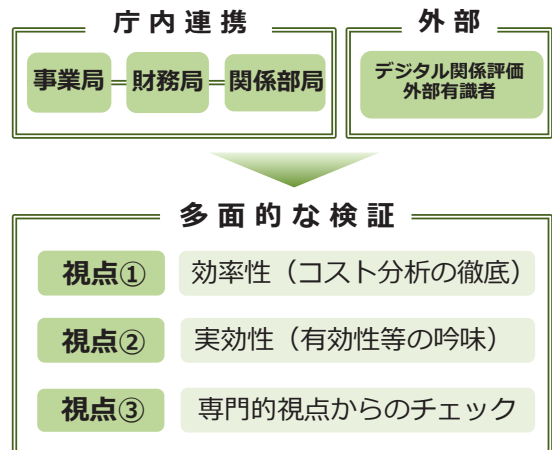 庁内連携
事業局
財務局
関係部局
外部
デジタル関係評価
外部有識者
多面的な検証
視点①
効率性（コスト分析の徹底）
視点②
実効性（有効性等の吟味）
視点③
専門的視点からのチェック